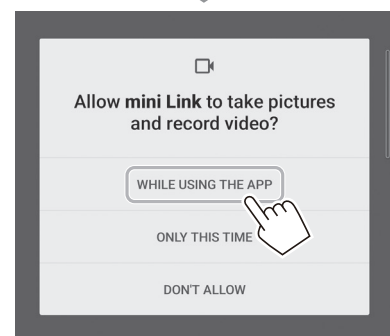 Allow mini Link to take pictures
and record video?
WHILE USING THE APP
ONLY THIS TIME
DON'T ALLOW